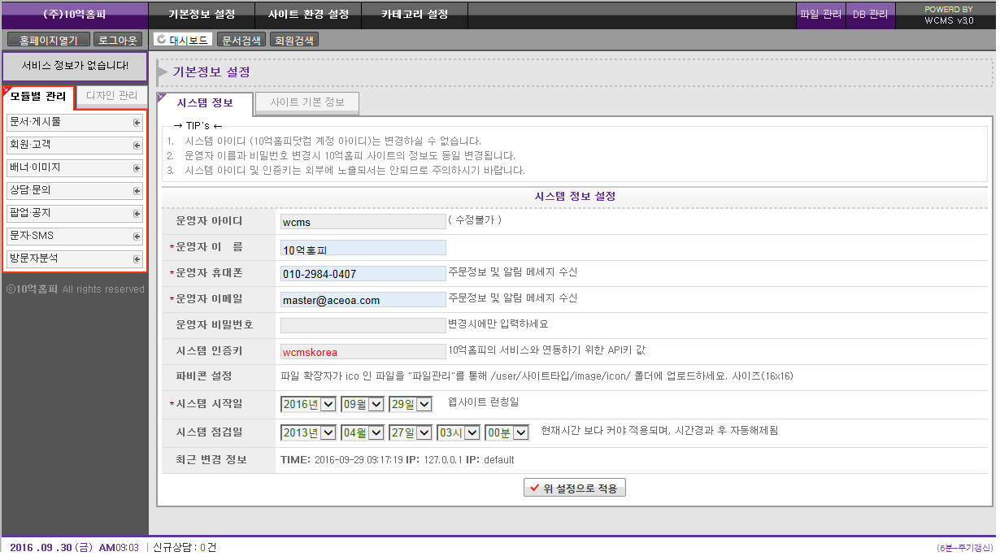 (주)10억홈피 기본정보 설정 사이트 환경 설정 카테고리 설정 파일 관리 DB 관리 POWERD BY
WCMS v3.0
홈페이지열기 로그아웃 대시보드 문서검색 회원검색
서비스 정보가 없습니다!
모듈별 관리 디자인 관리
문서·게시물
회원·고객
배너·이미지
상담·문의
팝업·공지
문자·SMS
방문자분석
ⓒ10억홈피 All rights reserved
기본정보 설정
시스템 정보 사이트 기본 정보
→ TIP's ←
1. 시스템 아이디 (10억홈피닷컴 계정 아이디)는 변경하실 수 없습니다.
2. 운영자 이름과 비밀번호 변경시 10억홈피 사이트의 정보도 동일 변경됩니다.
3. 시스템 아이디 및 인증키는 외부에 노출되서는 안되므로 주의하시기 바랍니다.
시스템 정보 설정
운영자 아이디 wcms ( 수정불가 )
*운영자 이 름 10억홈피
*운영자 휴대폰 010-2984-0407 주문정보 및 알림 메세지 수신
*운영자 이메일 master@aceoa.com 주문정보 및 알림 메세지 수신
운영자 비밀번호 변경시에만 입력하세요
시스템 인증키 wcmskorea 10억홈피의 서비스와 연동하기 위한 API키 값
파비콘 설정 파일 확장자가 ico 인 파일을 "파일관리"를 통해 /user/사이트타입/image/icon/ 폴더에 업로드하세요. 사이즈(16x16)
*시스템 시작일 2016년 09월 29일 웹사이트 런칭일
시스템 점검일 2013년 04월 27일 03시 00분 현재시간 보다 커야 적용되며, 시간경과 후 자동해제됨
최근 변경 정보 TIME: 2016-09-29 09:17:19 IP: 127.0.0.1 IP: default
위 설정으로 적용
2016 .09 .30 (금) AM09:03 | 신규상담 : 0 건 (6분-주기갱신)